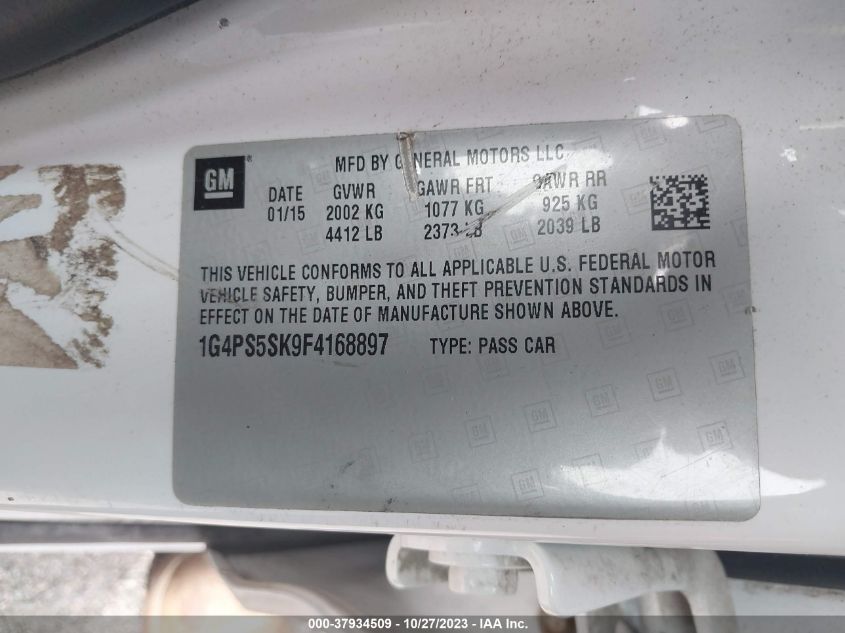 GM
MFD BY GENERAL MOTORS LLC
DATE GVWR GAWR FRT GAWR RR
01/15 2002 KG 1077 KG 925 KG
4412 LB 2373 LB 2039 LB
THIS VEHICLE CONFORMS TO ALL APPLICABLE U.S. FEDERAL MOTOR
VEHICLE SAFETY, BUMPER, AND THEFT PREVENTION STANDARDS IN
EFFECT ON THE DATE OF MANUFACTURE SHOWN ABOVE.
1G4PS5SK9F4168897 TYPE: PASS CAR
000-37934509 - 10/27/2023 - IAA Inc.